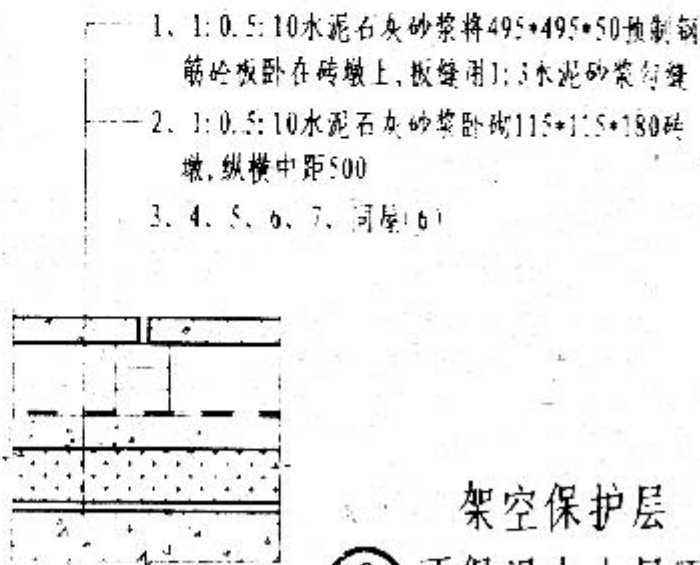 1、1:0.5:10水泥石灰砂浆将495*495*50预制钢
筋砼板卧在砖墩上,板缝用1:3水泥砂浆勾缝
2、1:0.5:10水泥石灰砂浆卧砌115*115*180砖
墩,纵横中距500
3、4、5、6、7、同屋(6)
架空保护层